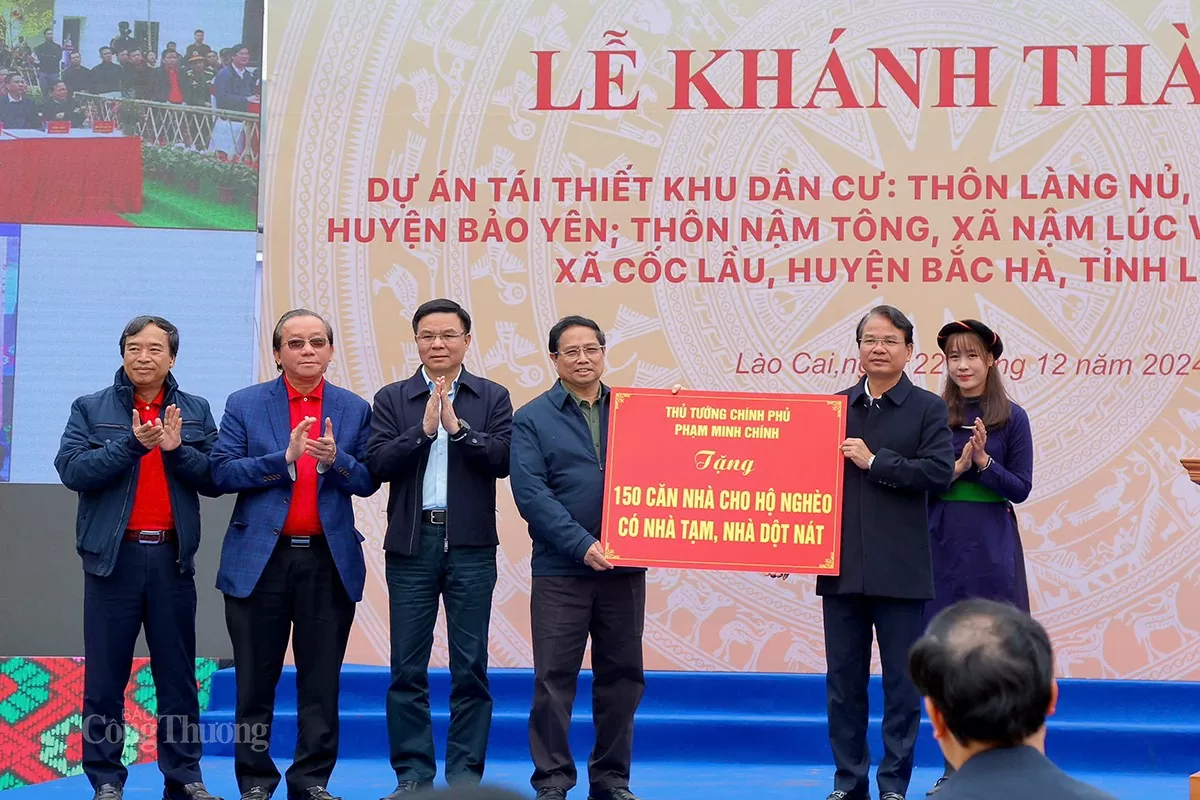 LỄ KHÁNH THÀ
DỰ ÁN TÁI THIẾT KHU DÂN CƯ: THÔN LÀNG NỦ,
HUYỆN BẢO YÊN; THÔN NẬM TÔNG, XÃ NẬM LÚC V
XÃ CỐC LẦU, HUYỆN BẮC HÀ, TỈNH L
Lào Cai, 22 12 năm 2024
THỦ TƯỚNG CHÍNH PHỦ
PHẠM MINH CHÍNH
Tặng
150 CĂN NHÀ CHO HỘ NGHÈO
CÓ NHÀ TẠM, NHÀ DỘT NÁT
BÁO
Công Thương